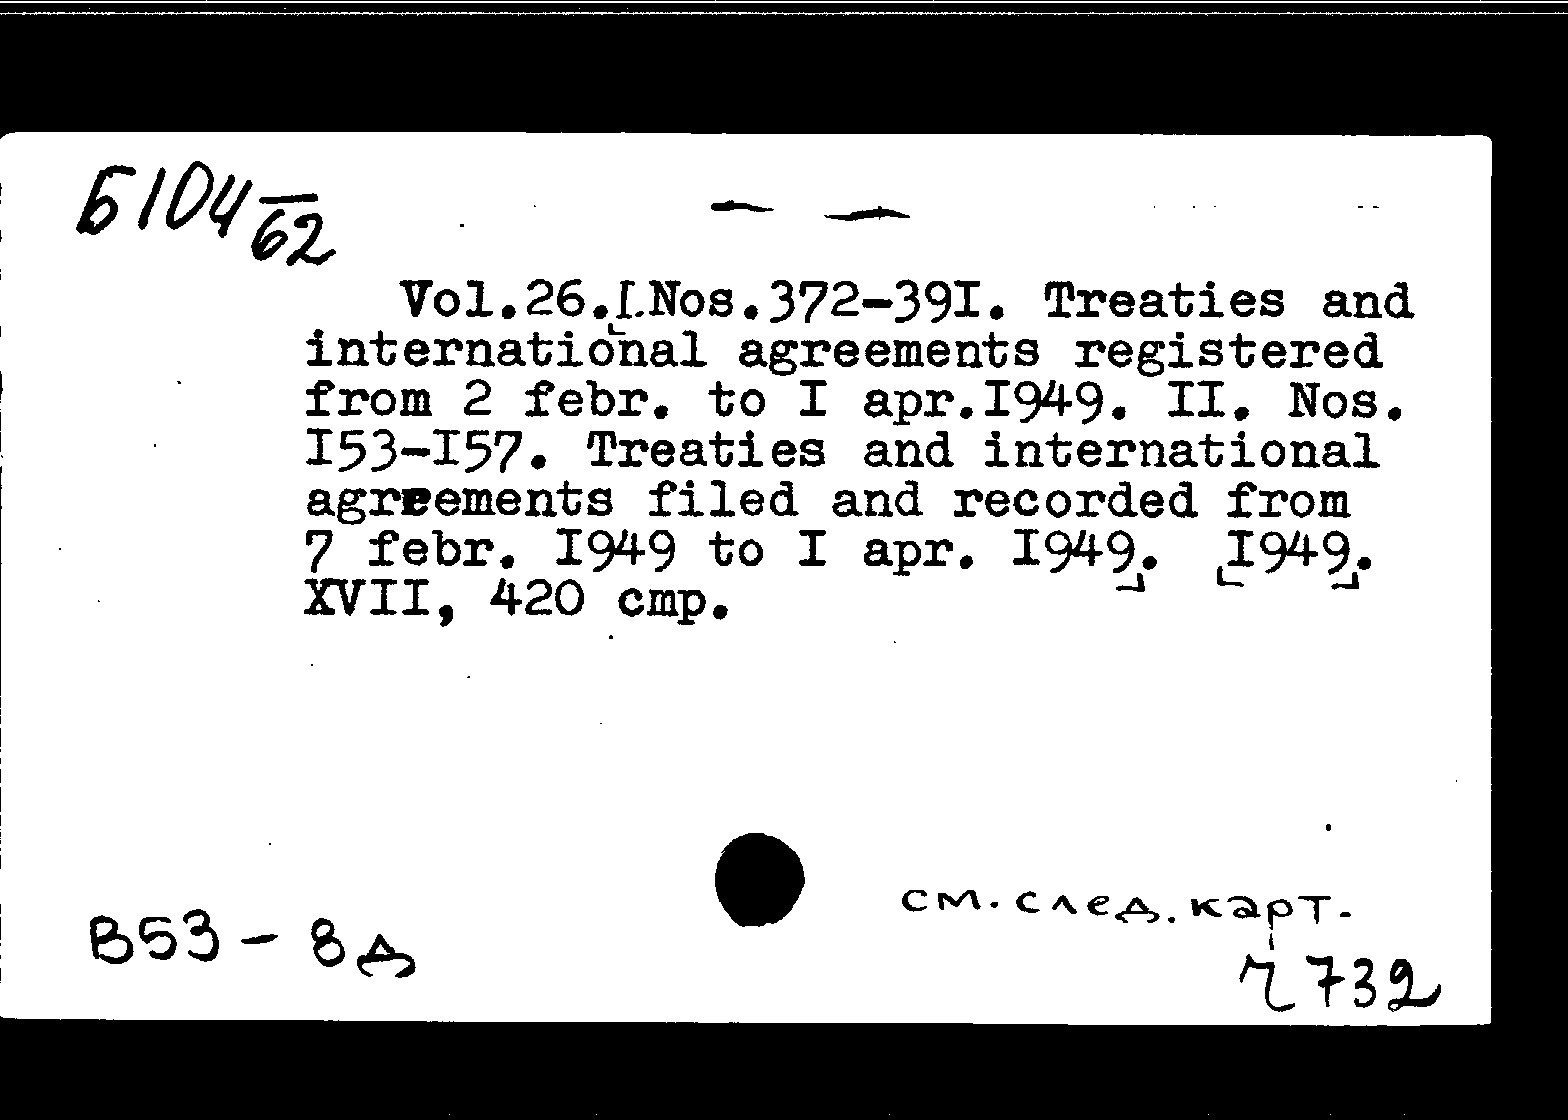 Б104/62
— —
Vol.26.[I.Nos.372-39I. Treaties and
international agreements registered
from 2 febr. to I apr.I949. II. Nos.
I53-I57. Treaties and international
agreements filed and recorded from
7 febr. I949 to I apr. I949]. [I949].
XVII, 420 cmp.
см. след. карт.
В53-8д
ч 732